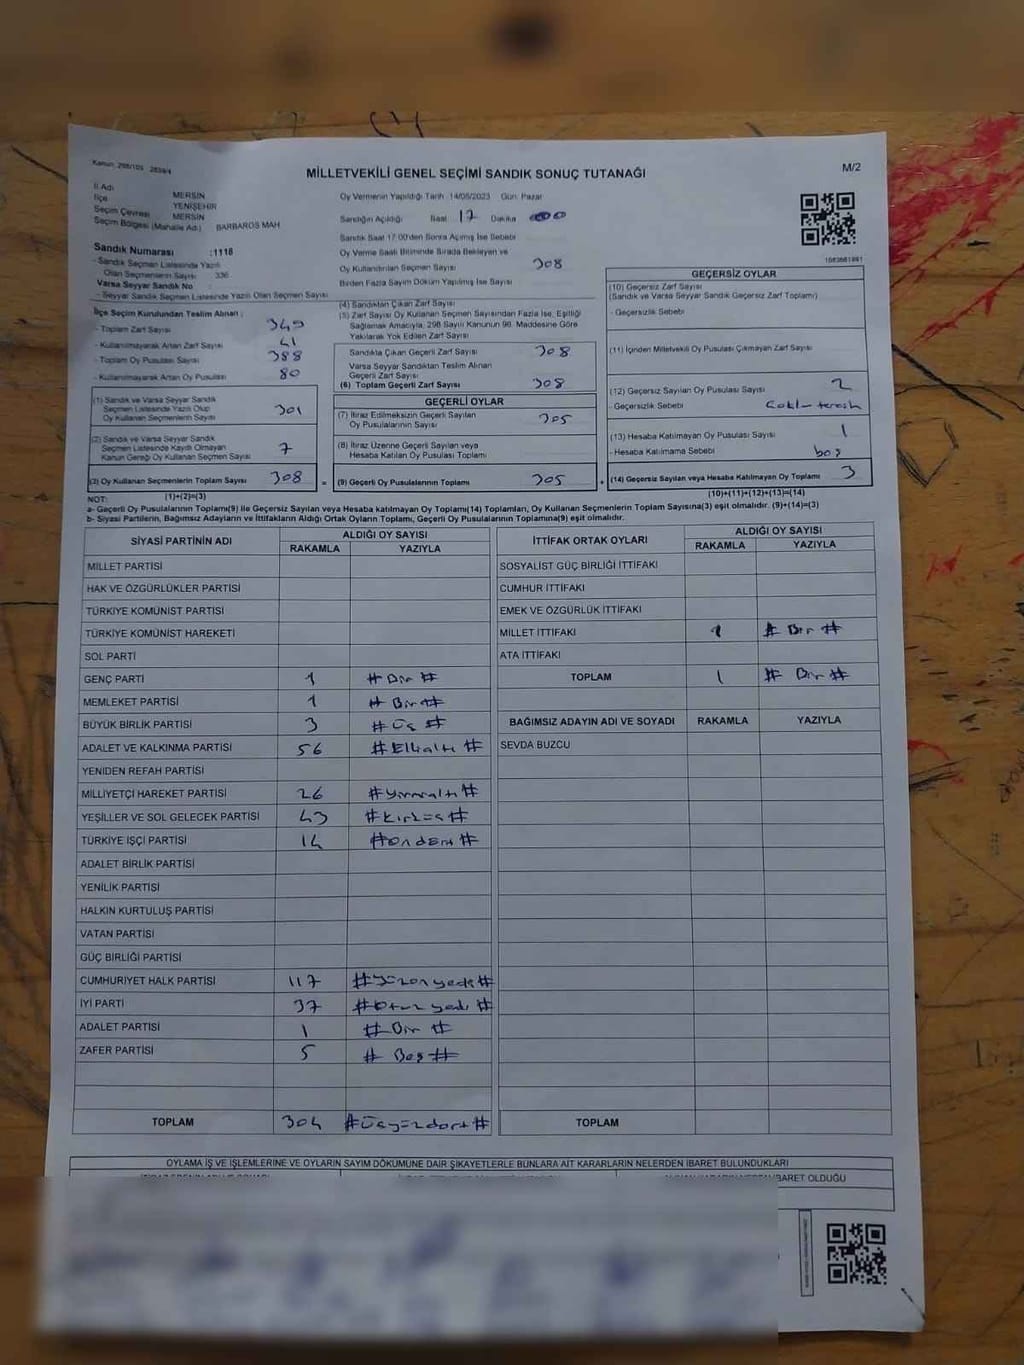 Kanun: 298/105 2839/4
MİLLETVEKİLİ GENEL SEÇİMİ SANDIK SONUÇ TUTANAĞI
M/2
İl Adı MERSİN
İlçe YENİŞEHİR
Seçim Çevresi MERSİN
Seçim Bölgesi (Mahalle Adı) BARBAROS MAH
Sandık Numarası :1116
- Sandık Seçmen Listesinde Yazılı
Olan Seçmenlerin Sayısı 336
Varsa Seyyar Sandık No
- Seyyar Sandık Seçmen Listesinde Yazılı Olan Seçmen Sayısı
Oy Vermenin Yapıldığı Tarih 14/05/2023 Gün: Pazar
Sandığın Açıldığı Saat 17 Dakika
Sandık Saat 17:00'den Sonra Açılmış İse Sebebi
Oy Verme Saati Bitiminde Sırada Bekleyen ve
Oy Kullandırılan Seçmen Sayısı 308
Birden Fazla Sayım Döküm Yapılmış İse Sayısı
İlçe Seçim Kurulundan Teslim Alınan :
- Toplam Zarf Sayısı 349
- Kullanılmayarak Artan Zarf Sayısı 41
- Toplam Oy Pusulası Sayısı 388
- Kullanılmayarak Artan Oy Pusulası 80
(1) Sandık ve Varsa Seyyar Sandık
Seçmen Listesinde Yazılı Olup
Oy Kullanan Seçmenlerin Sayısı 301
(2) Sandık ve Varsa Seyyar Sandık
Seçmen Listesinde Kaydı Olmayan
Kanun Gereği Oy Kullanan Seçmen Sayısı 7
(3) Oy Kullanan Seçmenlerin Toplam Sayısı 308
(4) Sandıktan Çıkan Zarf Sayısı
(5) Zarf Sayısı Oy Kullanan Seçmen Sayısından Fazla İse, Eşitliği
Sağlamak Amacıyla, 298 Sayılı Kanunun 98. Maddesine Göre
Yakılarak Yok Edilen Zarf Sayısı
Sandıkta Çıkan Geçerli Zarf Sayısı 308
Varsa Seyyar Sandıktan Teslim Alınan
Geçerli Zarf Sayısı
(6) Toplam Geçerli Zarf Sayısı 308
GEÇERLİ OYLAR
(7) İtiraz Edilmeksizin Geçerli Sayılan
Oy Pusulalarının Sayısı 305
(8) İtiraz Üzerine Geçerli Sayılan veya
Hesaba Katılan Oy Pusulası Toplamı
= (9) Geçerli Oy Pusulalarının Toplamı 305
GEÇERSİZ OYLAR
(10) Geçersiz Zarf Sayısı
(Sandık ve Varsa Seyyar Sandık Geçersiz Zarf Toplamı)
- Geçersizlik Sebebi
(11) İçinden Milletvekili Oy Pusulası Çıkmayan Zarf Sayısı
(12) Geçersiz Sayılan Oy Pusulası Sayısı 2
- Geçersizlik Sebebi
(13) Hesaba Katılmayan Oy Pusulası Sayısı 1
- Hesaba Katılmama Sebebi boş
+ (14) Geçersiz Sayılan veya Hesaba Katılmayan Oy Toplamı 3
NOT: (1)+(2)=(3)
(10)+(11)+(12)+(13)=(14)
a- Geçerli Oy Pusulaları Toplamı(9) ile Geçersiz Sayılan veya Hesaba Katılmayan Oy Toplamı(14) Toplamları, Oy Kullanan Seçmenlerin Toplam Sayısına(3) eşit olmalıdır. (9)+(14)=(3)
b- Siyasi Partilerin, Bağımsız Adayların ve İttifakların Aldığı Ortak Oyların Toplamı, Geçerli Oy Pusulalarının Toplamına(9) eşit olmalıdır.
SİYASİ PARTİNİN ADI ALDIĞI OY SAYISI
RAKAMLA YAZIYLA
MİLLET PARTİSİ
HAK VE ÖZGÜRLÜKLER PARTİSİ
TÜRKİYE KOMÜNİST PARTİSİ
TÜRKİYE KOMÜNİST HAREKETİ
SOL PARTİ
GENÇ PARTİ 1 # Bir #
MEMLEKET PARTİSİ 1 # Bir #
BÜYÜK BİRLİK PARTİSİ 3 # Üç #
ADALET VE KALKINMA PARTİSİ 56 # Ellialtı #
YENİDEN REFAH PARTİSİ
MİLLİYETÇİ HAREKET PARTİSİ 26 # Yirmialtı #
YEŞİLLER VE SOL GELECEK PARTİSİ 43 # Kırküç #
TÜRKİYE İŞÇİ PARTİSİ 14 # Ondört #
ADALET BİRLİK PARTİSİ
YENİLİK PARTİSİ
HALKIN KURTULUŞ PARTİSİ
VATAN PARTİSİ
GÜÇ BİRLİĞİ PARTİSİ
CUMHURİYET HALK PARTİSİ 117 # Yüzonyedi #
İYİ PARTİ 37 # Otuzyedi #
ADALET PARTİSİ 1 # Bir #
ZAFER PARTİSİ 5 # Beş #
TOPLAM 304 # Üçyüzdört #
İTTİFAK ORTAK OYLARI ALDIĞI OY SAYISI
RAKAMLA YAZIYLA
SOSYALİST GÜÇ BİRLİĞİ İTTİFAKI
CUMHUR İTTİFAKI
EMEK VE ÖZGÜRLÜK İTTİFAKI
MİLLET İTTİFAKI 1 # Bir #
ATA İTTİFAKI
TOPLAM 1 # Bir #
BAĞIMSIZ ADAYIN ADI VE SOYADI RAKAMLA YAZIYLA
SEVDA BUZCU
TOPLAM
OYLAMA İŞ VE İŞLEMLERİNE VE OYLARIN SAYIM DÖKÜMÜNE DAİR ŞİKAYETLERLE BUNLARA AİT KARARLARIN NELERDEN İBARET BULUNDUKLARI
İBARET OLDUĞU